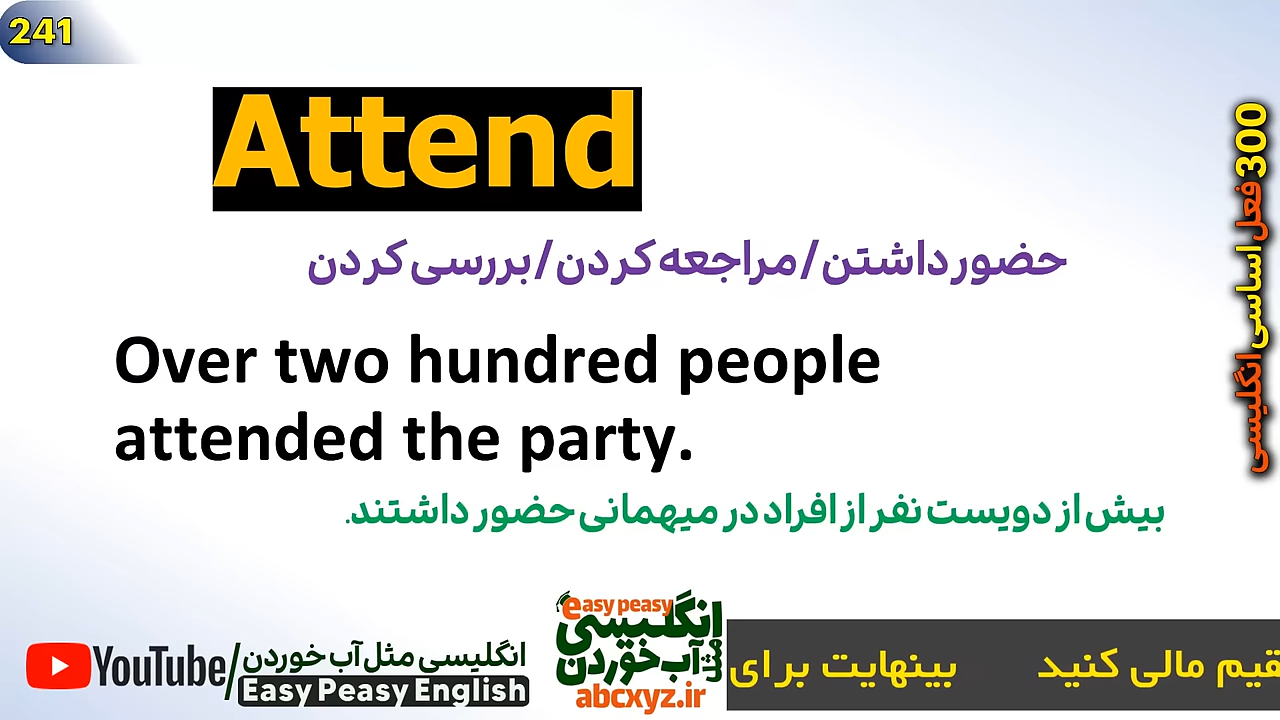 241
Attend
حضور داشتن/مراجعه کردن/بررسی کردن
Over two hundred people
attended the party.
بیش از دویست نفر از افراد در میهمانی حضور داشتند.
300 فعل اساسی انگلیسی
YouTube/انگلیسی مثل آب خوردن
Easy Peasy English
easy peasy
انگلیسی
مثل
آب خوردن
abcxyz.ir
مالی کنید بینهایت برای